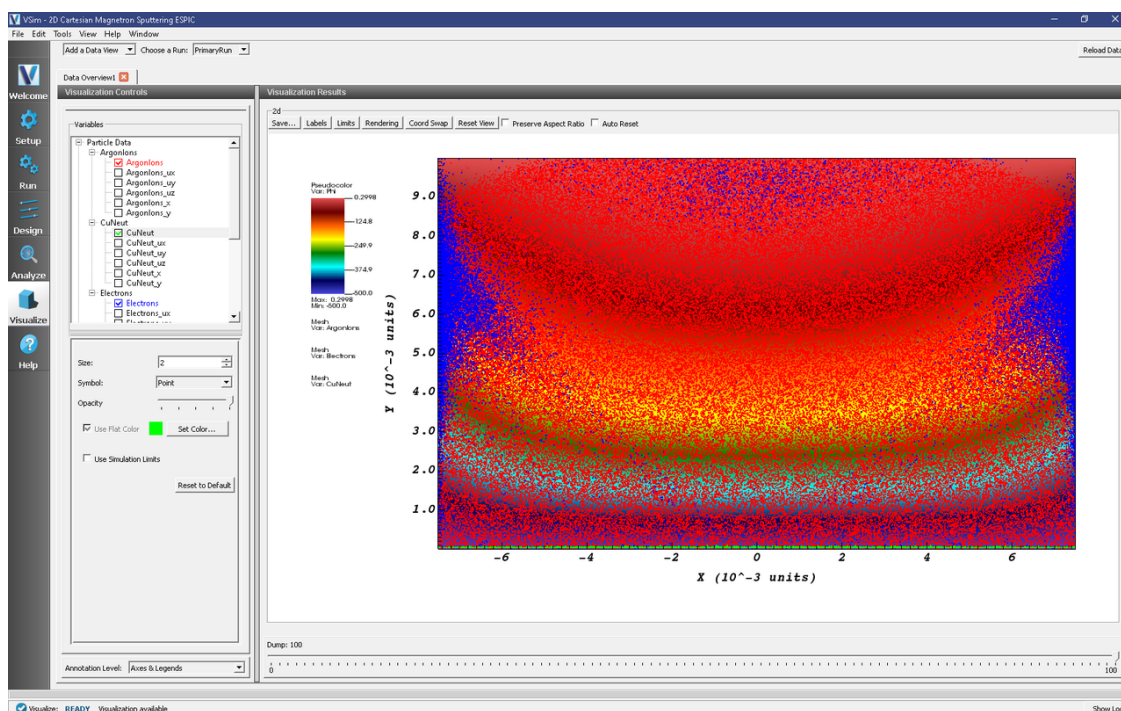 VSim - 2D Cartesian Magnetron Sputtering ESPIC
File Edit Tools View Help Window
Add a Data View Choose a Run: PrimaryRun
Reload Data
Data Overview1
Visualization Controls
Visualization Results
Welcome
Setup
Run
Design
Analyze
Visualize
Help
Variables
Particle Data
ArgonIons
ArgonIons
ArgonIons_ux
ArgonIons_uy
ArgonIons_uz
ArgonIons_x
ArgonIons_y
CuNeut
CuNeut
CuNeut_ux
CuNeut_uy
CuNeut_uz
CuNeut_x
CuNeut_y
Electrons
Electrons
Electrons_ux
Size: 2
Symbol: Point
Opacity
Use Flat Color Set Color...
Use Simulation Limits
Reset to Default
Annotation Level: Axes & Legends
2d
Save... Labels Limits Rendering Coord Swap Reset View Preserve Aspect Ratio Auto Reset
Pseudocolor
Var: Phi
0.2998
-124.8
-249.9
-374.9
-500.0
Max: 0.2998
Min: -500.0
Mesh
Var: ArgonIons
Mesh
Var: Electrons
Mesh
Var: CuNeut
9.0
8.0
7.0
6.0
5.0
4.0
3.0
2.0
1.0
Y (10^-3 units)
-6 -4 -2 0 2 4 6
X (10^-3 units)
Dump: 100
0 100
Visualize: READY Visualization available